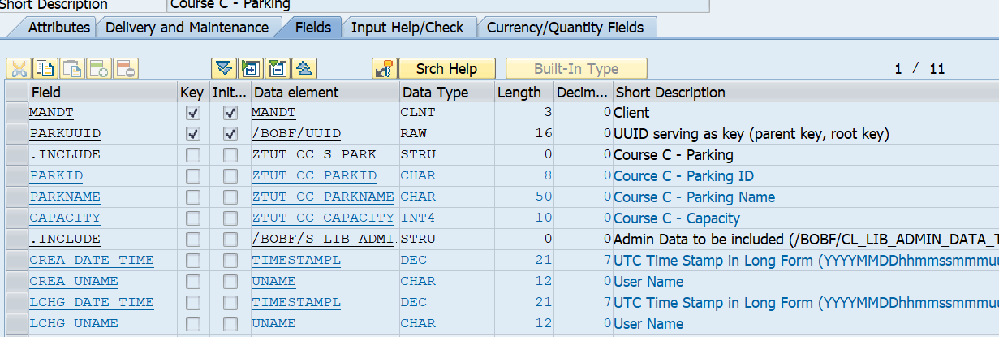 Short Description Course C - Parking
Attributes Delivery and Maintenance Fields Input Help/Check Currency/Quantity Fields
Srch Help Built-In Type 1 / 11
Field Key Init... Data element Data Type Length Decim... Short Description
MANDT MANDT CLNT 3 0 Client
PARKUUID /BOBF/UUID RAW 16 0 UUID serving as key (parent key, root key)
.INCLUDE ZTUT_CC_S_PARK STRU 0 0 Course C - Parking
PARKID ZTUT_CC_PARKID CHAR 8 0 Cource C - Parking ID
PARKNAME ZTUT_CC_PARKNAME CHAR 50 0 Cource C - Parking Name
CAPACITY ZTUT_CC_CAPACITY INT4 10 0 Cource C - Capacity
.INCLUDE /BOBF/S_LIB_ADMI... STRU 0 0 Admin Data to be included (/BOBF/CL_LIB_ADMIN_DATA_T
CREA_DATE_TIME TIMESTAMPL DEC 21 7 UTC Time Stamp in Long Form (YYYYMMDDhhmmssmmmuu
CREA_UNAME UNAME CHAR 12 0 User Name
LCHG_DATE_TIME TIMESTAMPL DEC 21 7 UTC Time Stamp in Long Form (YYYYMMDDhhmmssmmmuu
LCHG_UNAME UNAME CHAR 12 0 User Name